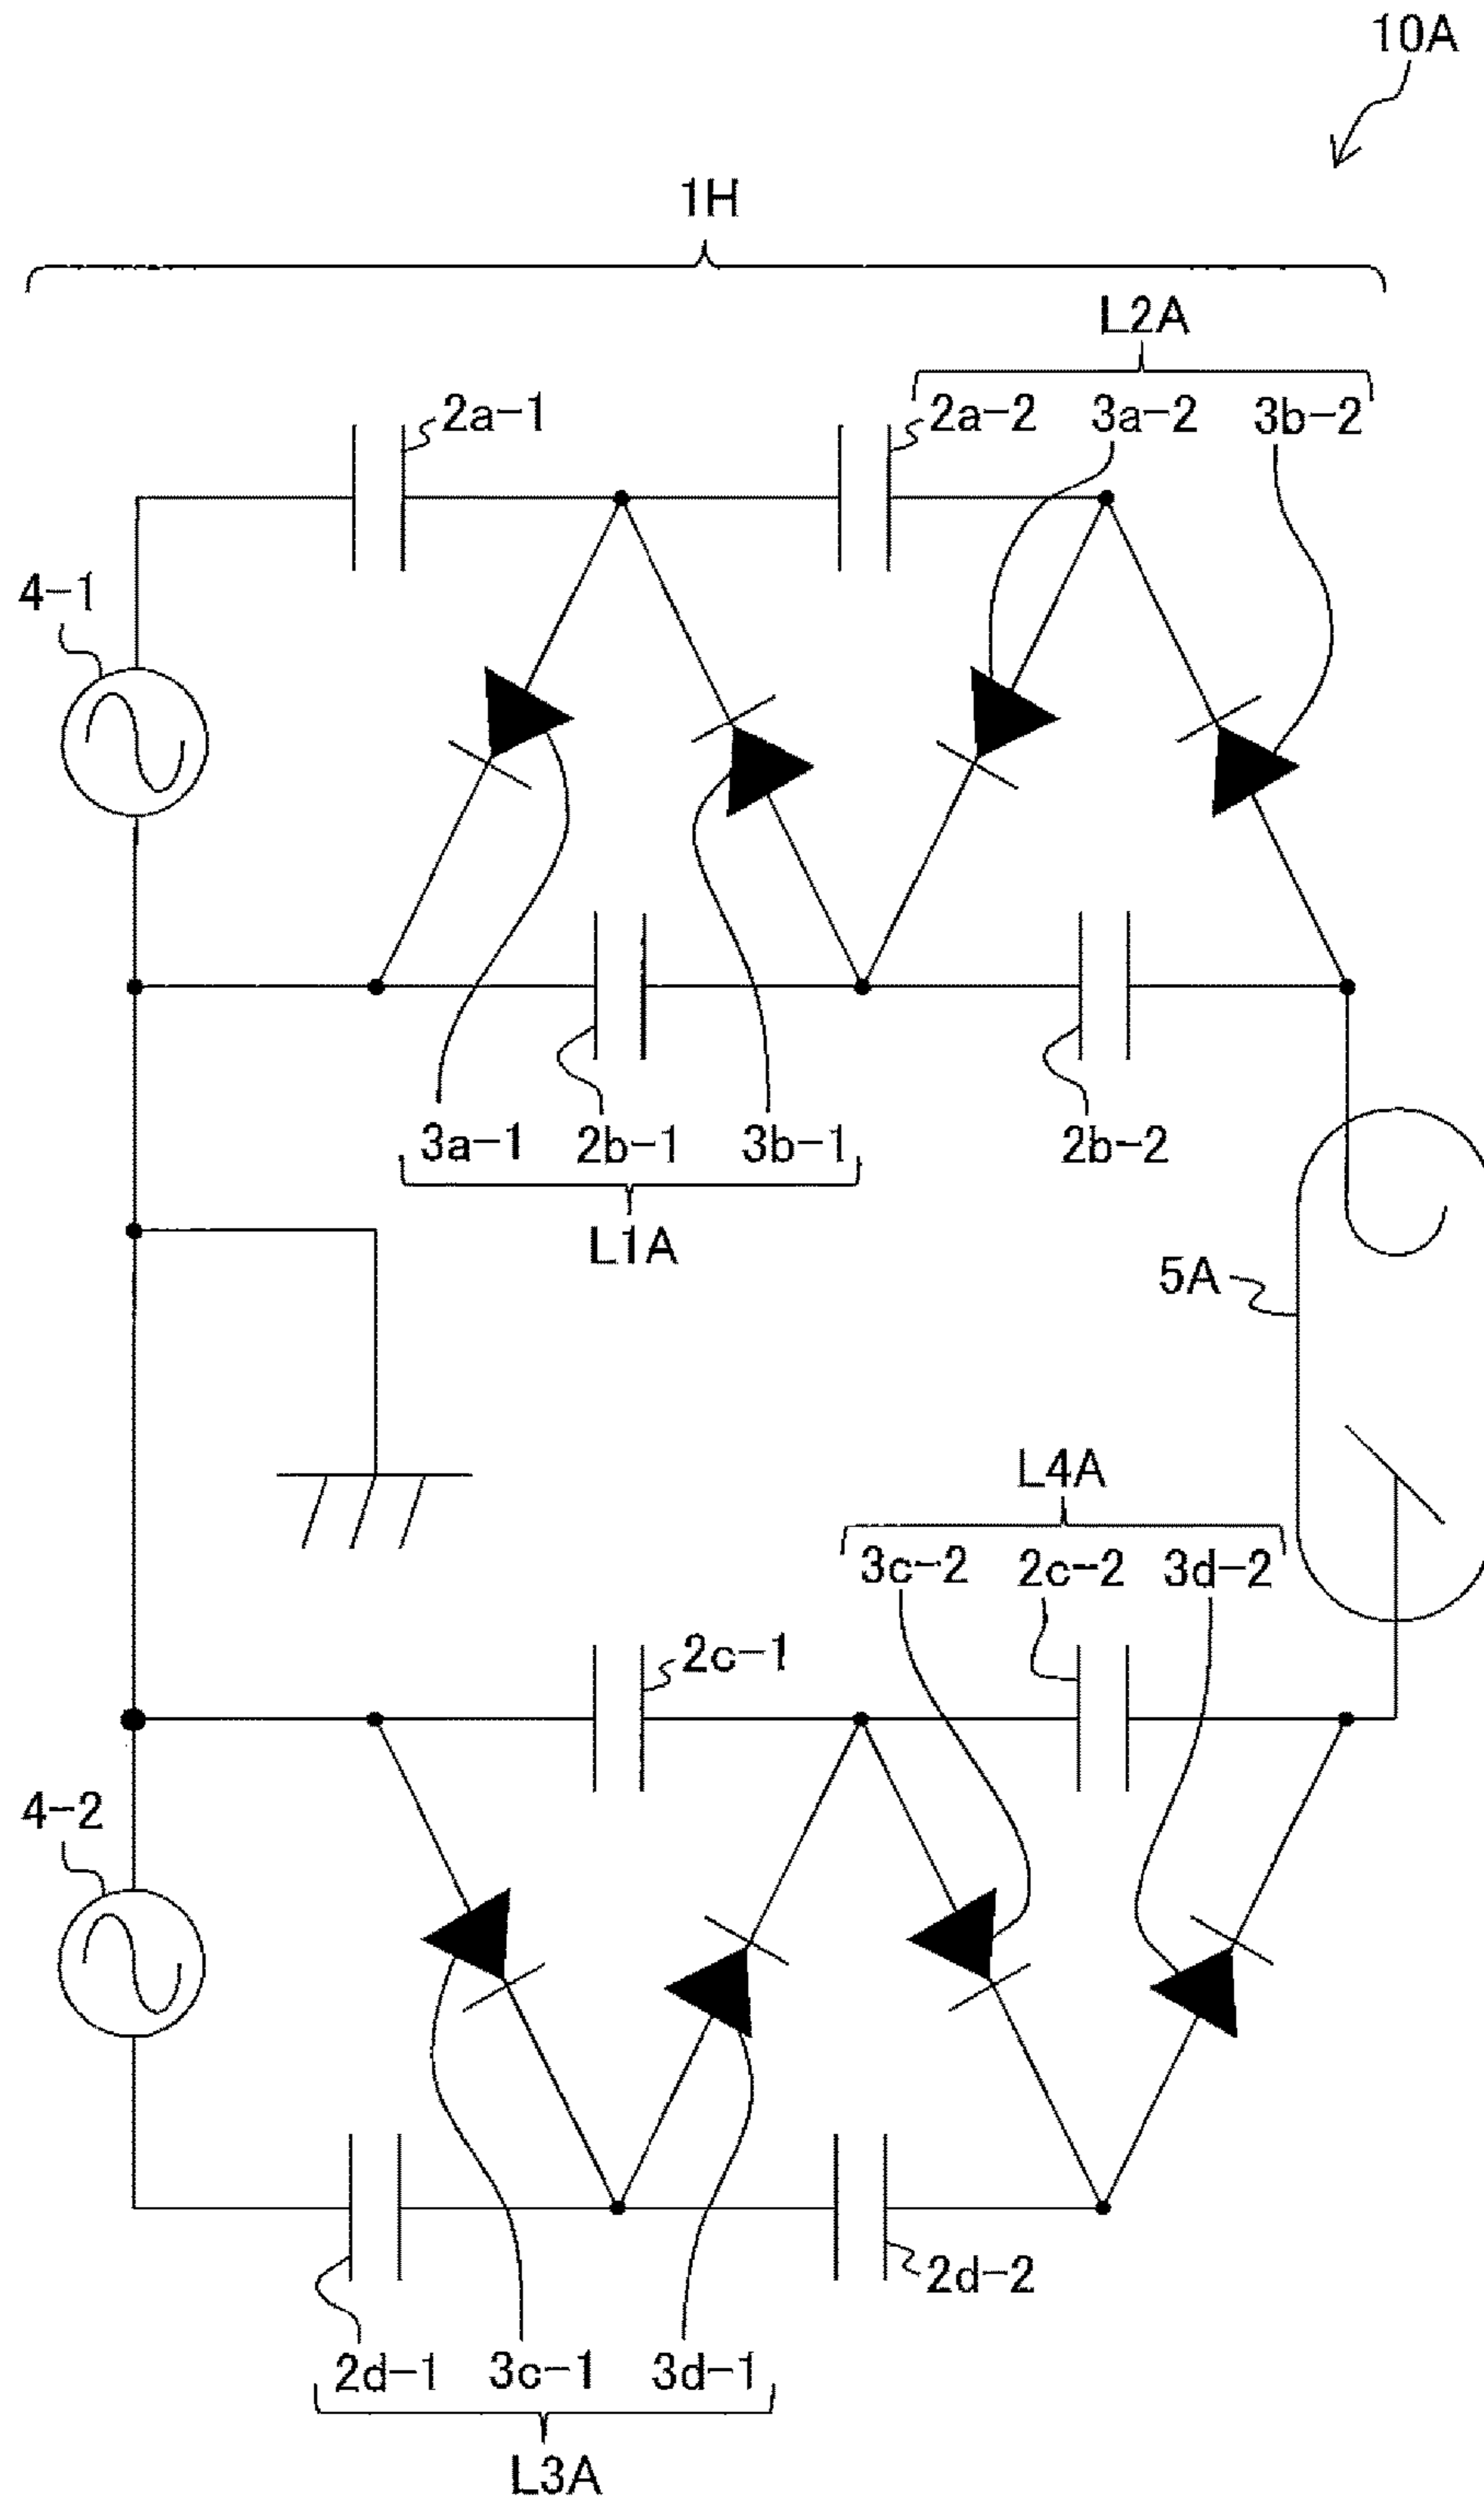 10A
1H
L2A
2a-1
2a-2 3a-2 3b-2
4-1
3a-1 2b-1 3b-1 2b-2
L1A
5A
L4A
3c-2 2c-2 3d-2
2c-1
4-2
2d-2
2d-1 3c-1 3d-1
L3A